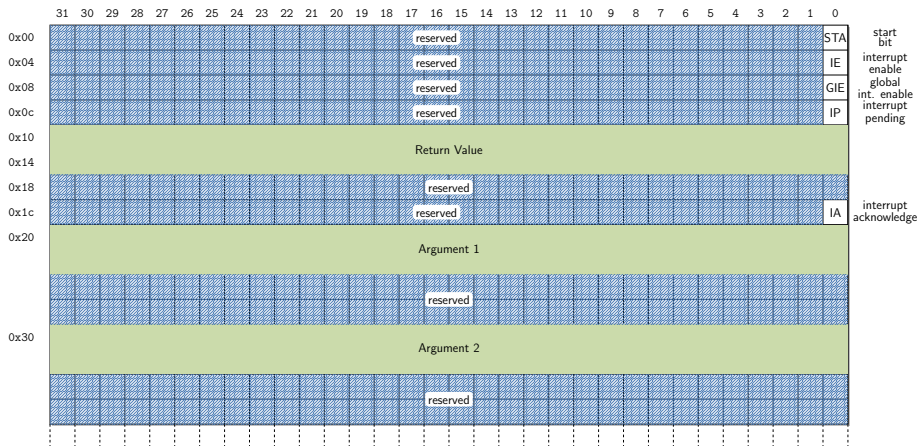 31 30 29 28 27 26 25 24 23 22 21 20 19 18 17 16 15 14 13 12 11 10 9 8 7 6 5 4 3 2 1 0
0x00 reserved STA start
bit
0x04 reserved IE interrupt
enable
0x08 reserved GIE global
int. enable
0x0c reserved IP interrupt
pending
0x10
Return Value
0x14
0x18 reserved
0x1c reserved IA interrupt
acknowledge
0x20
Argument 1
reserved
0x30
Argument 2
reserved